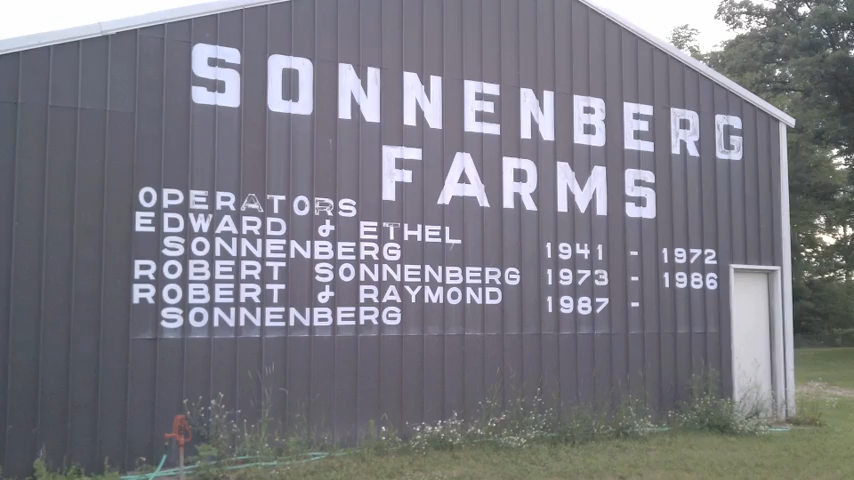 SONNENBERG
FARMS
OPERATORS
EDWARD & ETHEL
SONNENBERG 1941 - 1972
ROBERT SONNENBERG 1973 - 1986
ROBERT & RAYMOND 1987 -
SONNENBERG